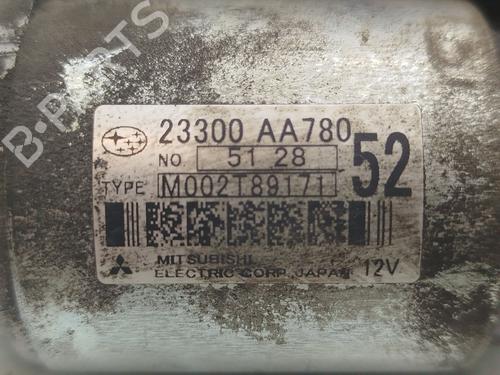 B-PARTS
23300 AA780
NO 51 28
52
TYPE M002T89171
MITSUBISHI
ELECTRIC CORP. JAPAN 12V